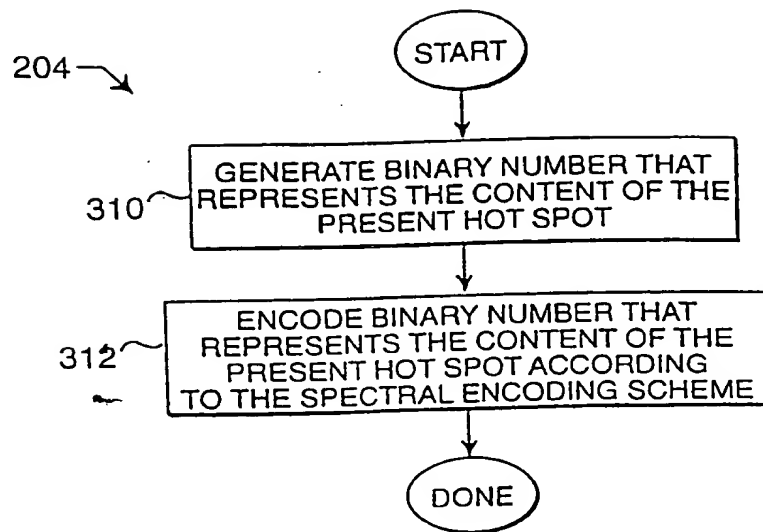 204
START
310
GENERATE BINARY NUMBER THAT
REPRESENTS THE CONTENT OF THE
PRESENT HOT SPOT
312
ENCODE BINARY NUMBER THAT
REPRESENTS THE CONTENT OF THE
PRESENT HOT SPOT ACCORDING
TO THE SPECTRAL ENCODING SCHEME
DONE